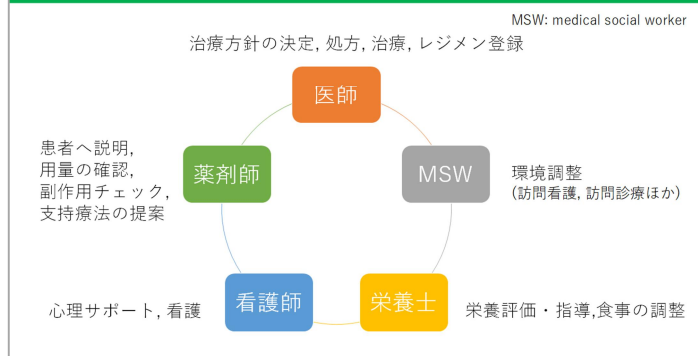 MSW: medical social worker
治療方針の決定, 処方, 治療, レジメン登録
医師
患者へ説明,
用量の確認,
副作用チェック,
支持療法の提案
薬剤師
MSW
環境調整
(訪問看護, 訪問診療ほか)
心理サポート, 看護
看護師
栄養士
栄養評価・指導,食事の調整